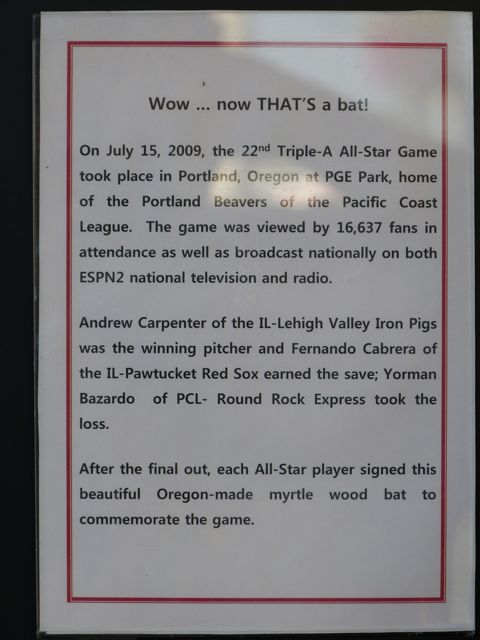 Wow ... now THAT'S a bat!
On July 15, 2009, the 22nd Triple-A All-Star Game
took place in Portland, Oregon at PGE Park, home
of the Portland Beavers of the Pacific Coast
League. The game was viewed by 16,637 fans in
attendance as well as broadcast nationally on both
ESPN2 national television and radio.
Andrew Carpenter of the IL-Lehigh Valley Iron Pigs
was the winning pitcher and Fernando Cabrera of
the IL-Pawtucket Red Sox earned the save; Yorman
Bazardo of PCL- Round Rock Express took the
loss.
After the final out, each All-Star player signed this
beautiful Oregon-made myrtle wood bat to
commemorate the game.